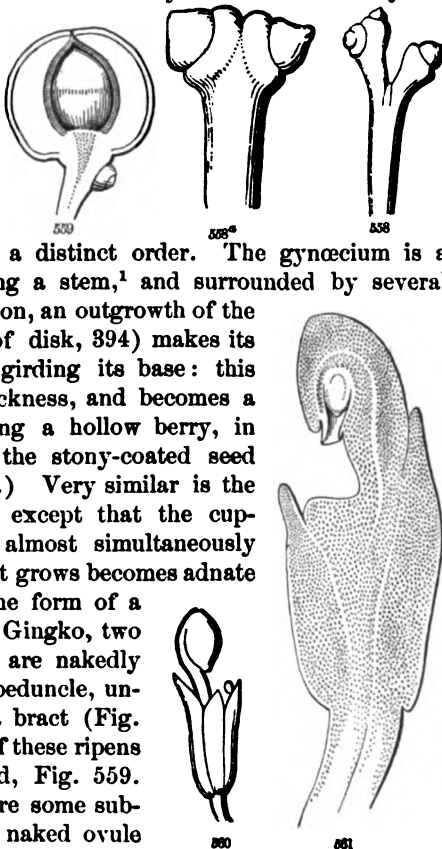 559
558a
558
a distinct order. The gynœcium is a
ng a stem,¹ and surrounded by several
on, an outgrowth of the
of disk, 394) makes its
girding its base: this
ckness, and becomes a
ng a hollow berry, in
the stony-coated seed
.) Very similar is the
except that the cup-
almost simultaneously
t grows becomes adnate
ne form of a
Gingko, two
are nakedly
peduncle, un-
bract (Fig.
f these ripens
d, Fig. 559.
re some sub-
naked ovule
560
561